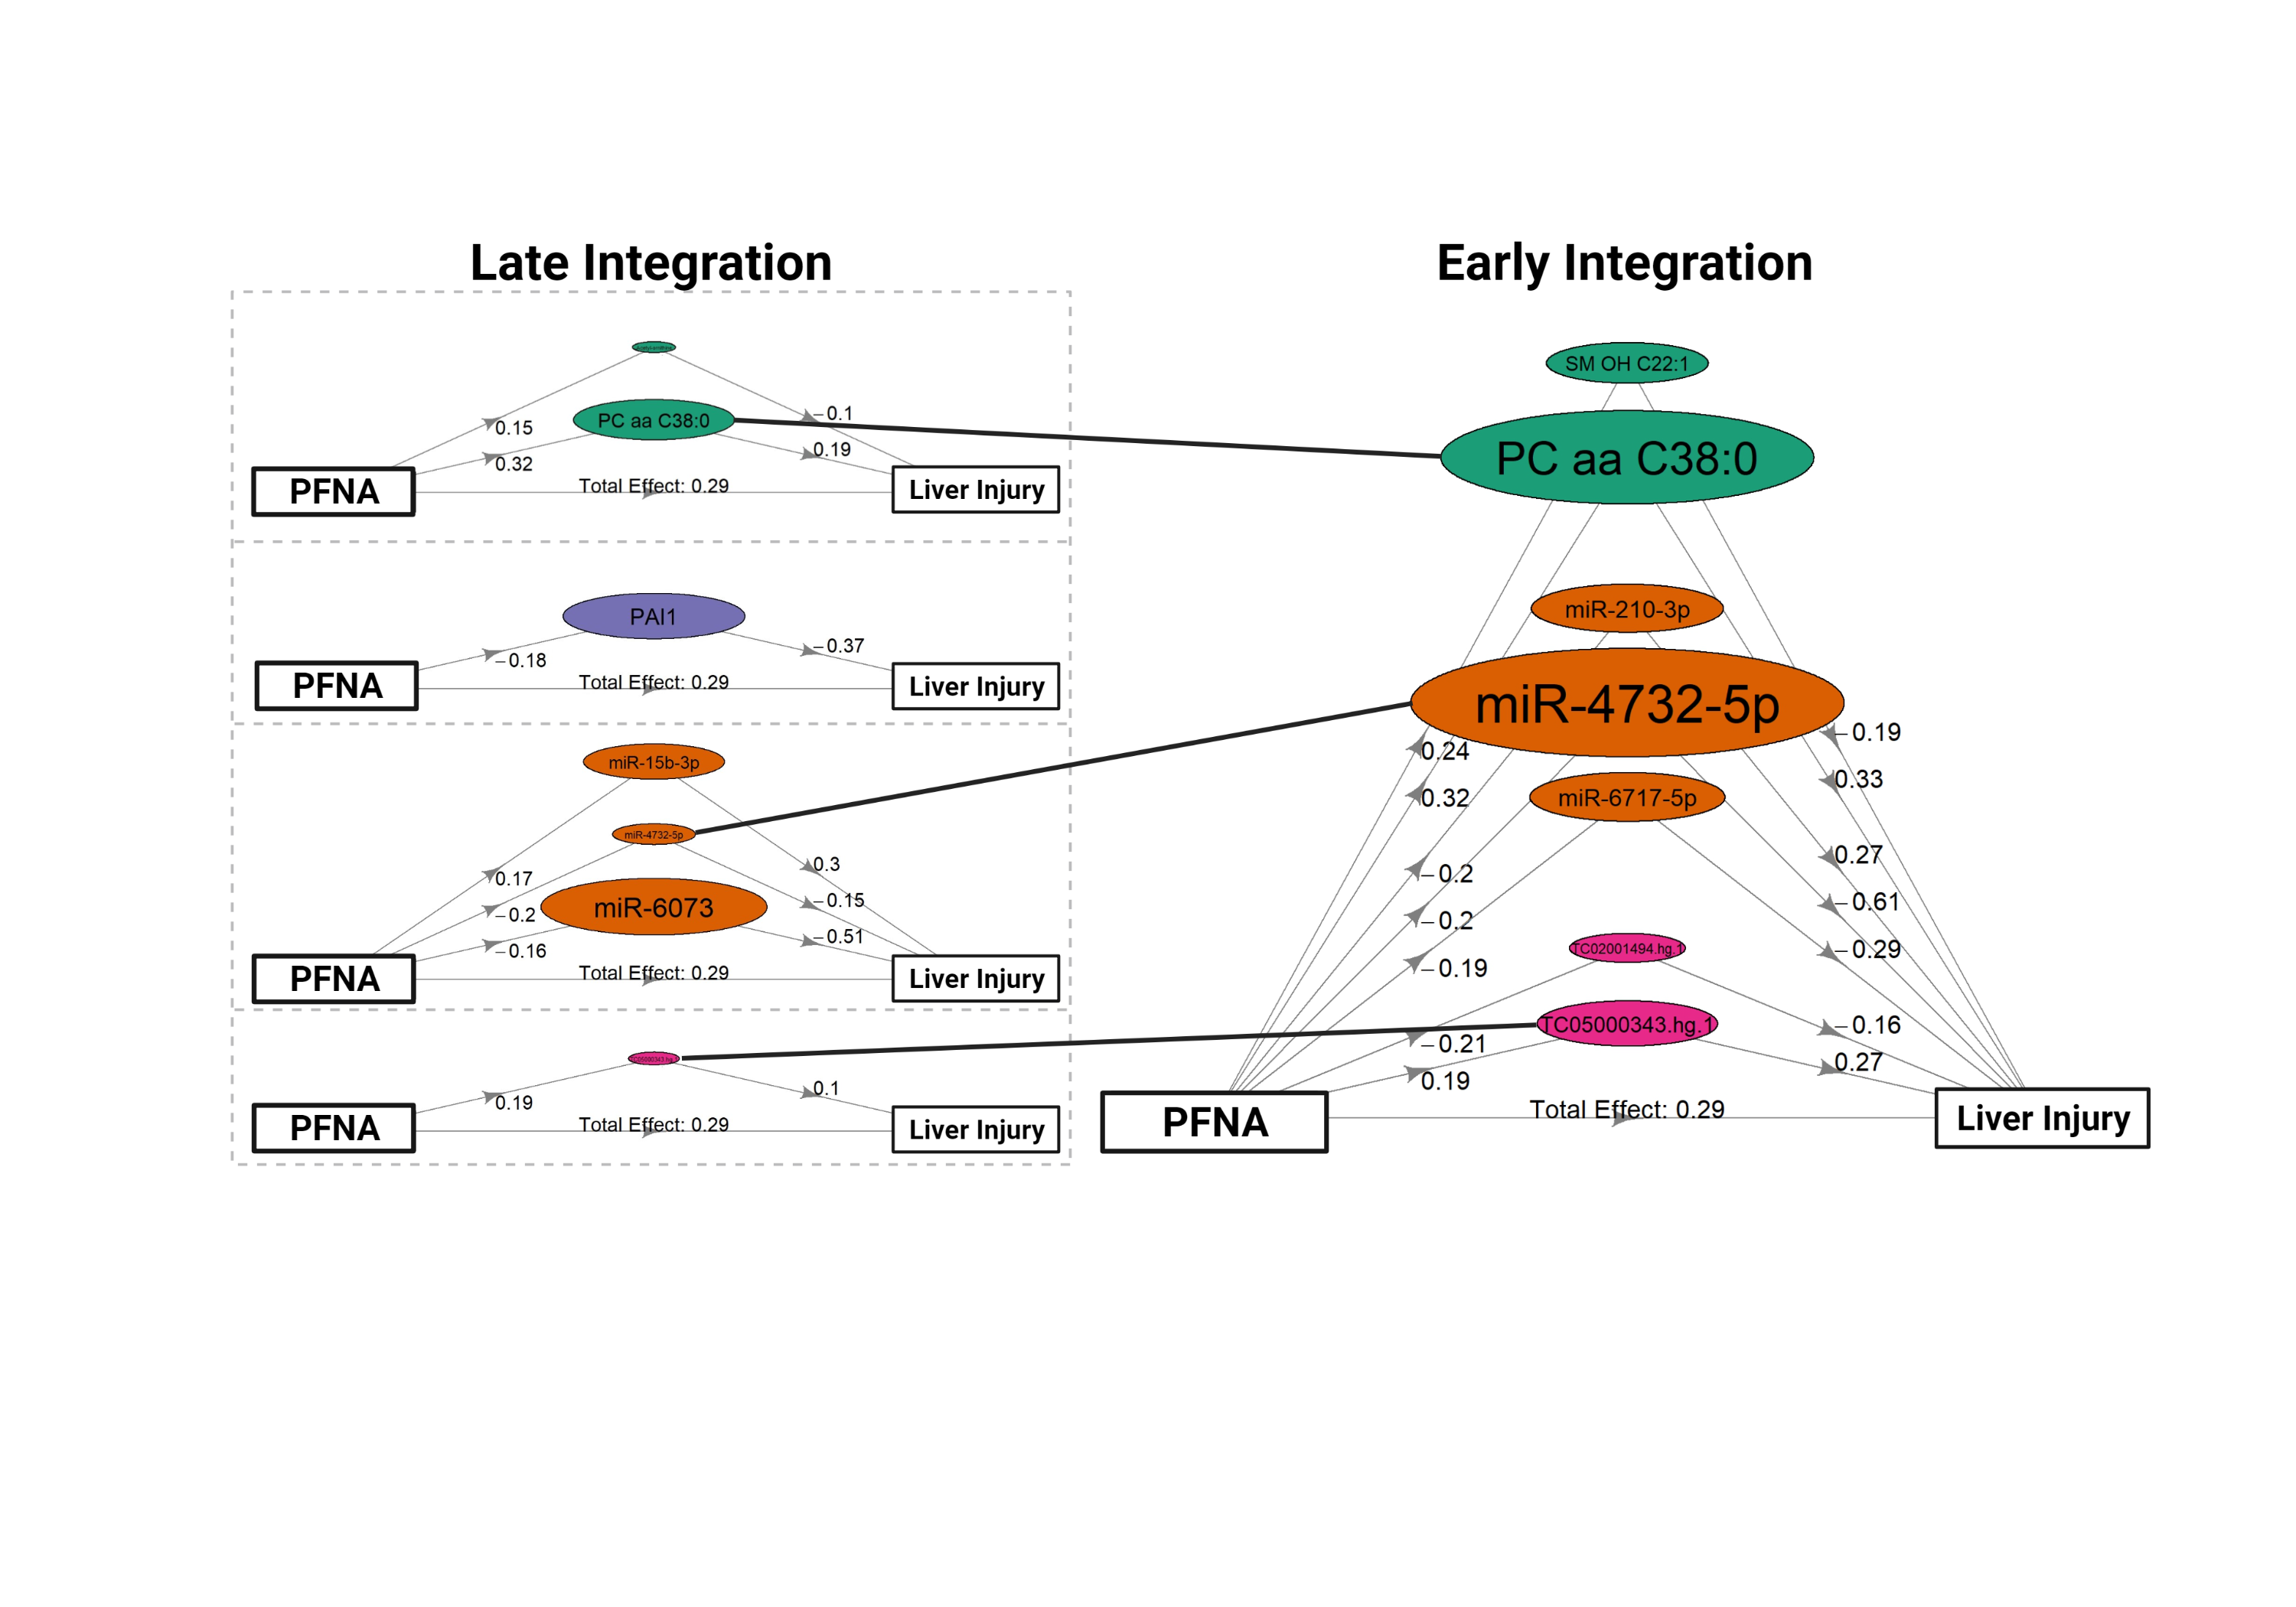 Late Integration
Early Integration
0.15
−0.1
PC aa C38:0
0.32
0.19
PFNA
Total Effect: 0.29
Liver Injury
PAI1
−0.18
−0.37
PFNA
Total Effect: 0.29
Liver Injury
miR-15b-3p
miR-4732-5p
0.17
0.3
miR-6073
−0.2
−0.15
−0.16
−0.51
PFNA
Total Effect: 0.29
Liver Injury
TC05000343.hg.1
0.19
0.1
PFNA
Total Effect: 0.29
Liver Injury
SM OH C22:1
PC aa C38:0
miR-210-3p
miR-4732-5p
0.24
−0.19
0.32
0.33
miR-6717-5p
−0.2
0.27
−0.2
−0.61
−0.19
−0.29
TC02001494.hg.1
TC05000343.hg.1
−0.21
−0.16
0.19
0.27
PFNA
Total Effect: 0.29
Liver Injury